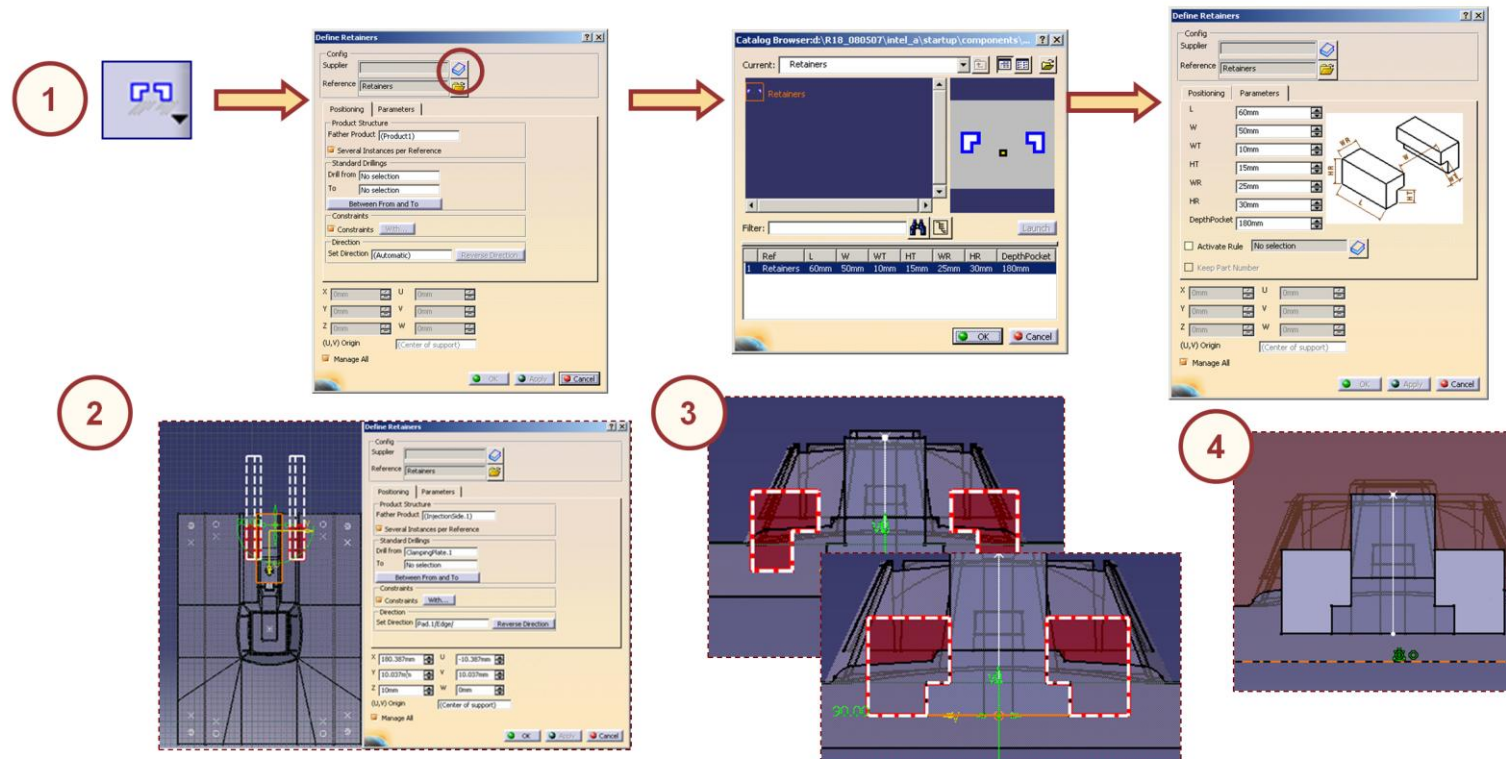 1
Define Retainers
Config
Supplier
Reference Retainers
Positioning Parameters
Product Structure
Father Product (Product1)
Several Instances per Reference
Standard Drillings
Drill from No selection
To No selection
Between From and To
Constraints
Constraints With...
Direction
Set Direction (Automatic) Reverse Direction
X 0mm U 0mm
Y 0mm V 0mm
Z 0mm W 0mm
(U,V) Origin (Center of support)
Manage All
OK Apply Cancel
Catalog Browser:d:\R18_080507\intel_a\startup\components\...
Current: Retainers
Retainers
Filter: Launch
Ref L W WT HT WR HR DepthPocket
1 Retainers 60mm 50mm 10mm 15mm 25mm 30mm 180mm
OK Cancel
Define Retainers
Config
Supplier
Reference Retainers
Positioning Parameters
L 60mm
W 50mm
WT 10mm
HT 15mm
WR 25mm
HR 30mm
DepthPocket 180mm
WR
W
HR
WT
L
HT
Activate Rule No selection
Keep Part Number
X 0mm U 0mm
Y 0mm V 0mm
Z 0mm W 0mm
(U,V) Origin (Center of support)
Manage All
OK Apply Cancel
2
Define Retainers
Config
Supplier
Reference Retainers
Positioning Parameters
Product Structure
Father Product (InjectionSide.1)
Several Instances per Reference
Standard Drillings
Drill from ClampingPlate.1
To No selection
Between From and To
Constraints
Constraints With...
Direction
Set Direction Pad.1/Edge/ Reverse Direction
X 180.387mm U -10.387mm
Y 10.037mm V 10.037mm
Z 10mm W 0mm
(U,V) Origin (Center of support)
Manage All
OK Apply Cancel
3
4